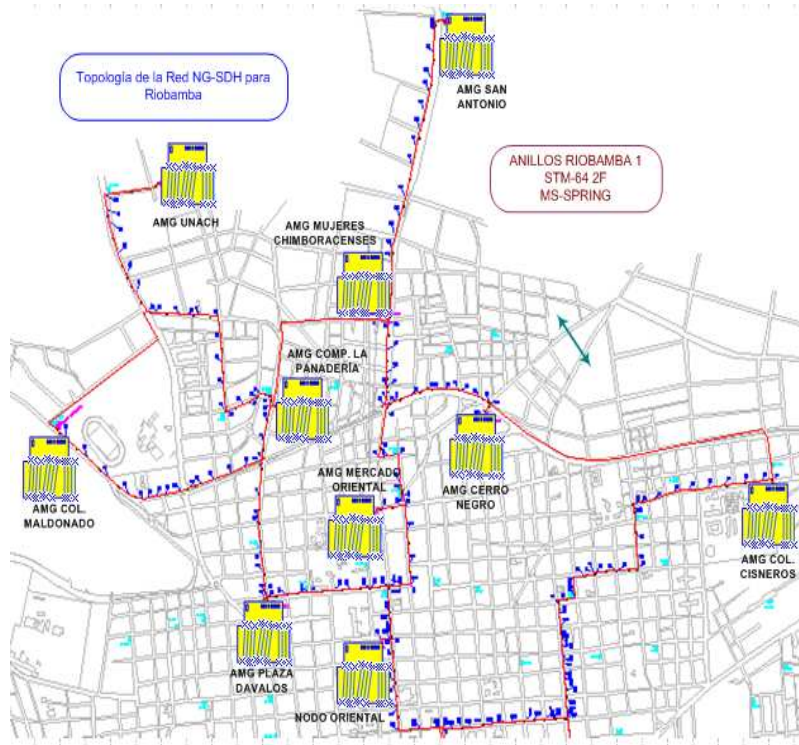 AMG SAN
ANTONIO
Topología de la Red NG-SDH para
Riobamba
ANILLOS RIOBAMBA 1
STM-64 2F
MS-SPRING
AMG UNACH
AMG MUJERES
CHIMBORACENSES
AMG COMP. LA
PANADERÍA
AMG MERCADO
ORIENTAL
AMG CERRO
NEGRO
AMG COL.
MALDONADO
AMG COL.
CISNEROS
AMG PLAZA
DAVALOS
NODO ORIENTAL